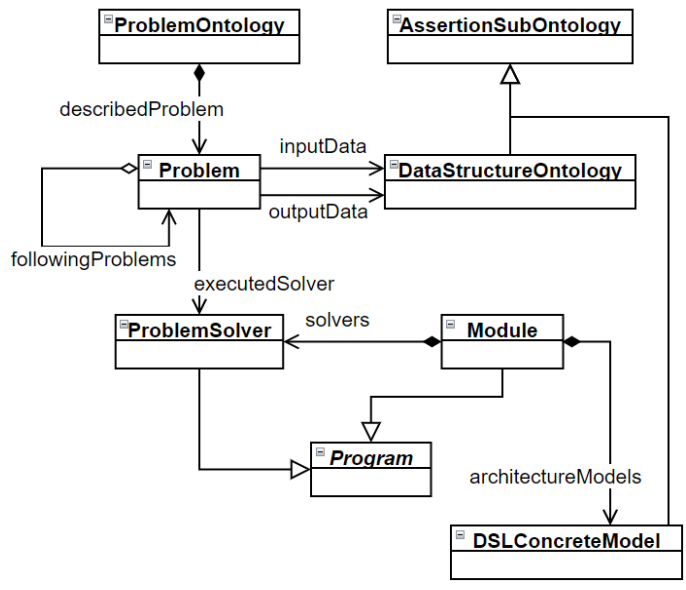 ProblemOntology
AssertionSubOntology
describedProblem
inputData
Problem
DataStructureOntology
outputData
followingProblems
executedSolver
solvers
ProblemSolver
Module
Program
architectureModels
DSLConcreteModel